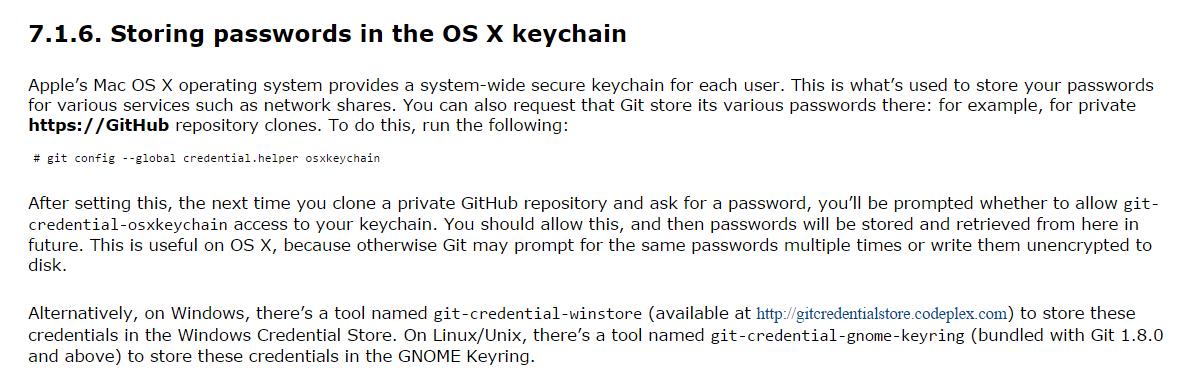 7.1.6. Storing passwords in the OS X keychain
Apple’s Mac OS X operating system provides a system-wide secure keychain for each user. This is what’s used to store your passwords
for various services such as network shares. You can also request that Git store its various passwords there: for example, for private
https://GitHub repository clones. To do this, run the following:
# git config --global credential.helper osxkeychain
After setting this, the next time you clone a private GitHub repository and ask for a password, you’ll be prompted whether to allow git-
credential-osxkeychain access to your keychain. You should allow this, and then passwords will be stored and retrieved from here in
future. This is useful on OS X, because otherwise Git may prompt for the same passwords multiple times or write them unencrypted to
disk.
Alternatively, on Windows, there’s a tool named git-credential-winstore (available at http://gitcredentialstore.codeplex.com) to store these
credentials in the Windows Credential Store. On Linux/Unix, there’s a tool named git-credential-gnome-keyring (bundled with Git 1.8.0
and above) to store these credentials in the GNOME Keyring.